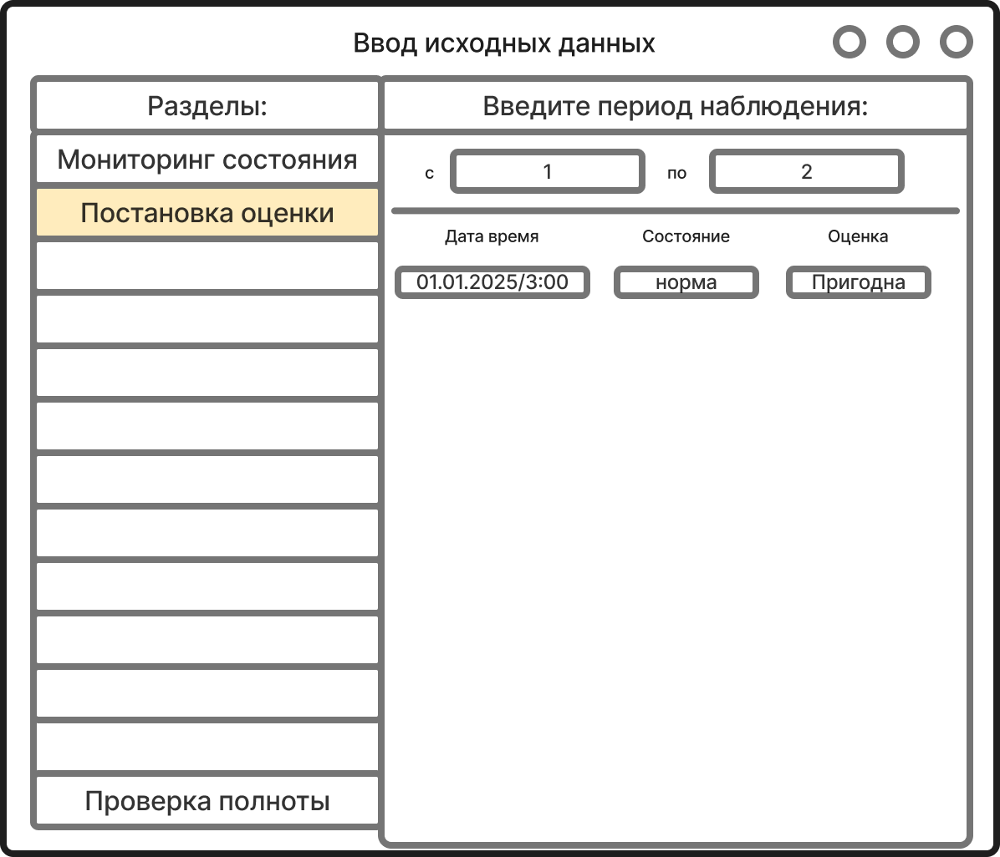 Ввод исходных данных
Разделы:
Мониторинг состояния
Постановка оценки
Проверка полноты
Введите период наблюдения:
с 1 по 2
Дата время Состояние Оценка
01.01.2025/3:00 норма Пригодна